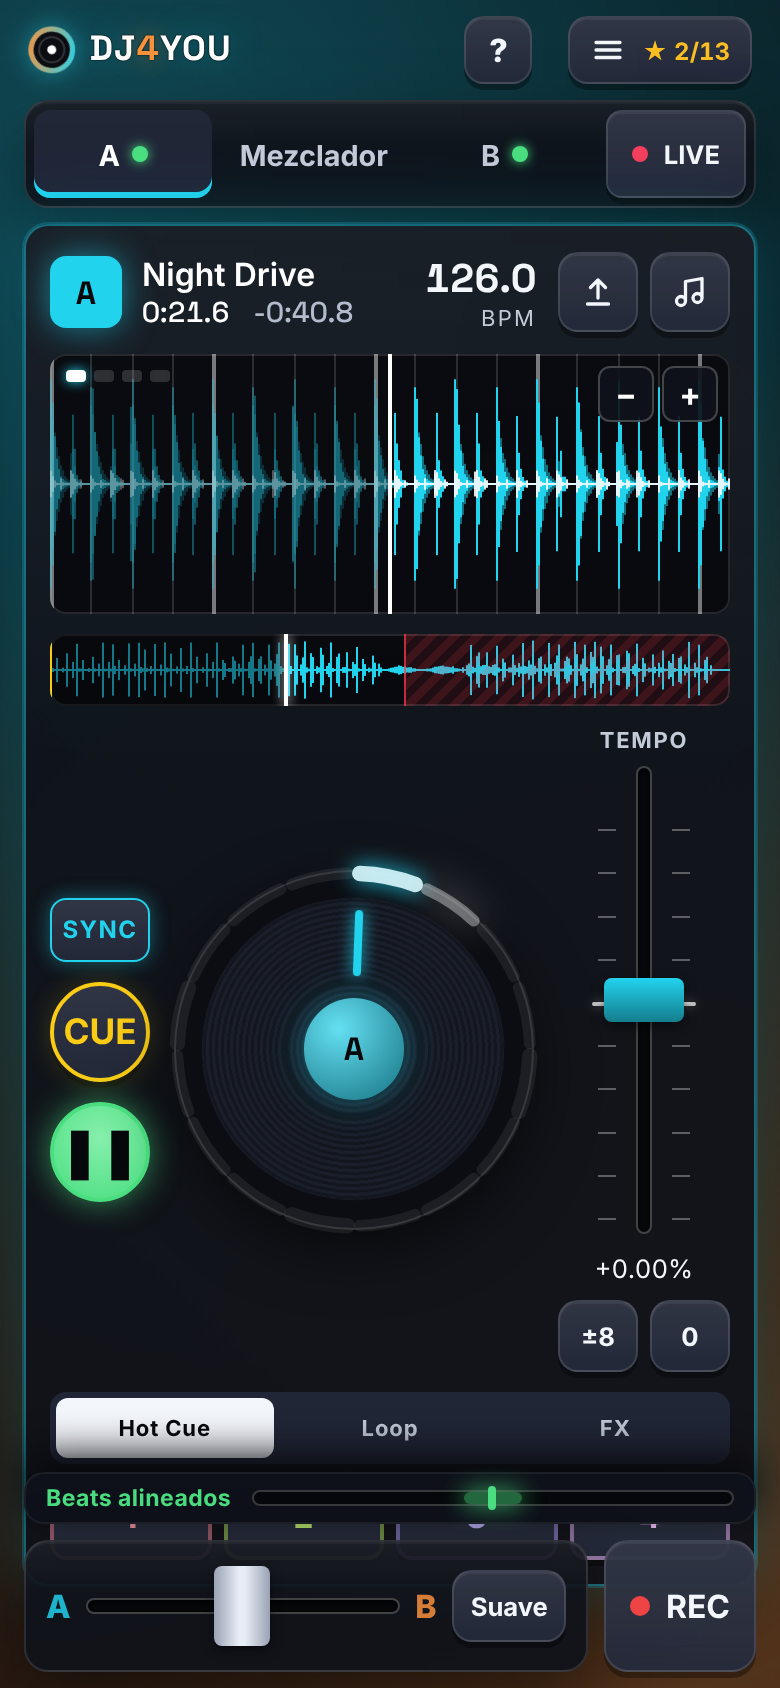 DJ4YOU
?
★ 2/13
A
Mezclador
B
LIVE
A
Night Drive
0:21.6 -0:40.8
126.0
BPM
− +
TEMPO
SYNC
CUE
A
+0.00%
±8
0
Hot Cue
Loop
FX
Beats alineados
A
B
Suave
REC